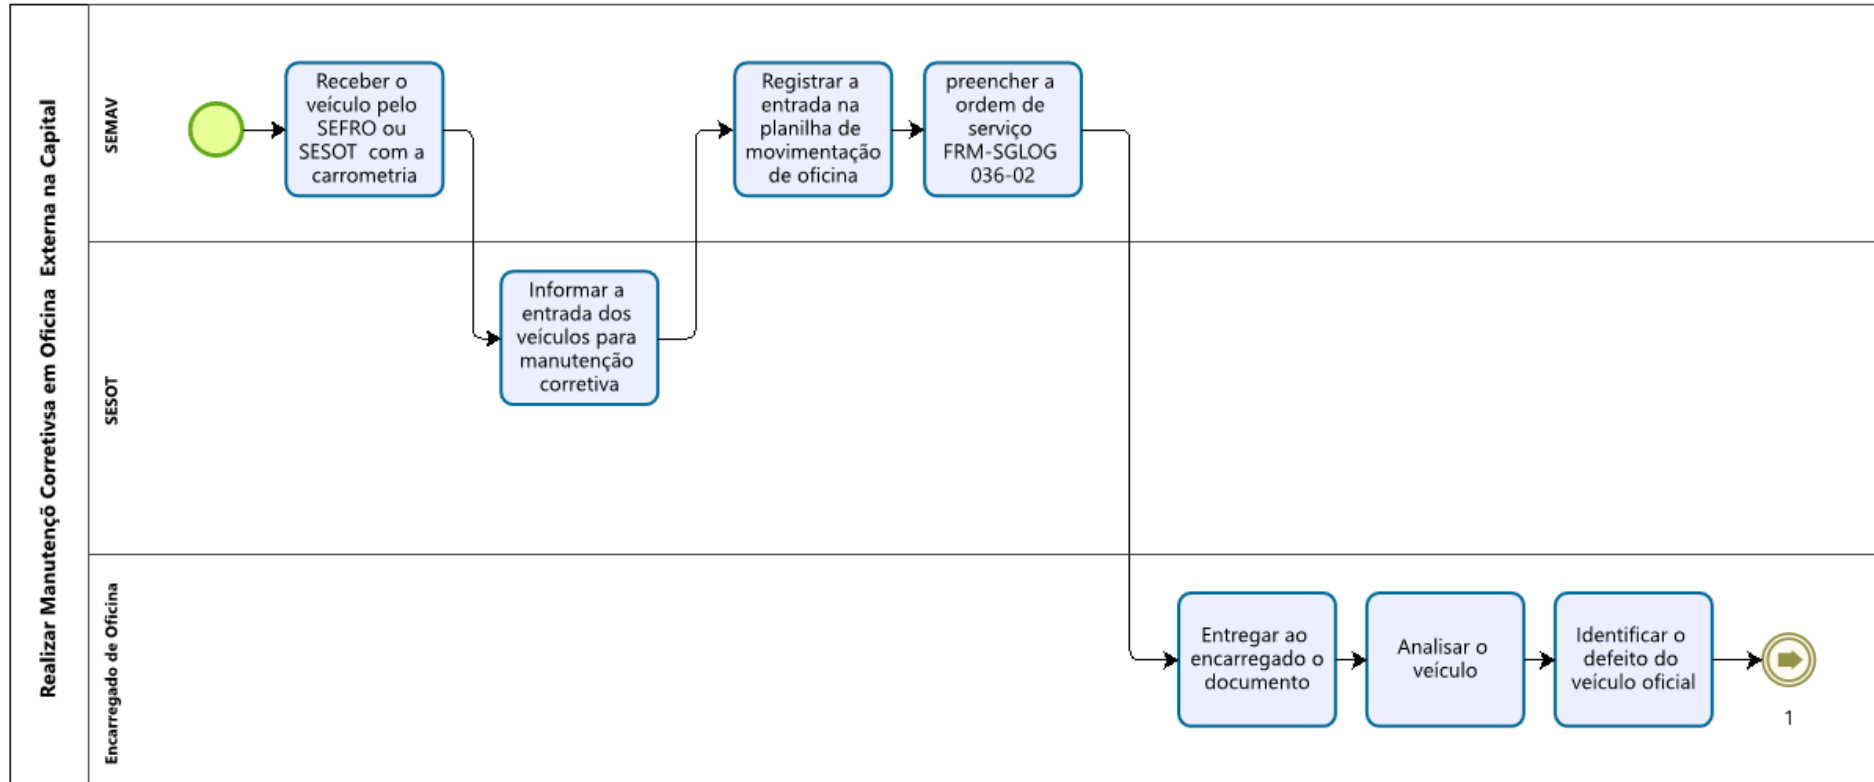 Realizar Manutençõ Corretivsa em Oficina  Externa na Capital
SEMAV
Receber o
veículo pelo
SEFRO ou
SESOT  com a
carrometria
Registrar a
entrada na
planilha de
movimentação
de oficina
preencher a
ordem de
serviço
FRM-SGLOG
036-02
SESOT
Informar a
entrada dos
veículos para
manutenção
corretiva
Encarregado de Oficina
Entregar ao
encarregado o
documento
Analisar o
veículo
Identificar o
defeito do
veículo oficial
1